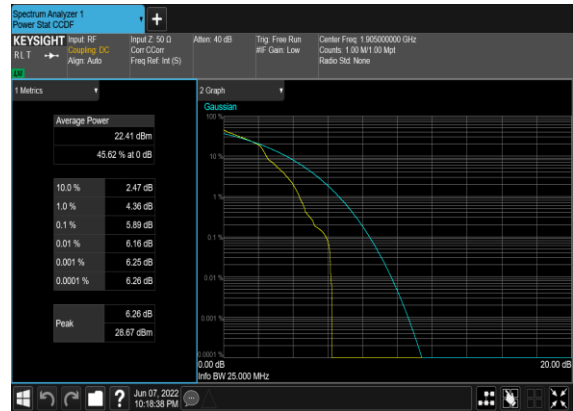 Spectrum Analyzer 1
Power Stat CCDF
KEYSIGHT
RLT
Input: RF
Coupling: DC
Align: Auto
Input Z: 50 Ω
Corr CCorr
Freq Ref: Int (S)
Atten: 40 dB
Trig: Free Run
#IF Gain: Low
Center Freq: 1.905000000 GHz
Counts: 1.00 M/1.00 Mpt
Radio Std: None
1 Metrics
Average Power
22.41 dBm
45.62 % at 0 dB
10.0 % 2.47 dB
1.0 % 4.36 dB
0.1 % 5.89 dB
0.01 % 6.16 dB
0.001 % 6.25 dB
0.0001 % 6.26 dB
Peak
6.26 dB
28.67 dBm
2 Graph
Gaussian
100 %
10 %
1 %
0.1 %
0.01 %
0.001 %
0.0001 %
0.00 dB
20.00 dB
Info BW 25.000 MHz
Jun 07, 2022
10:18:38 PM